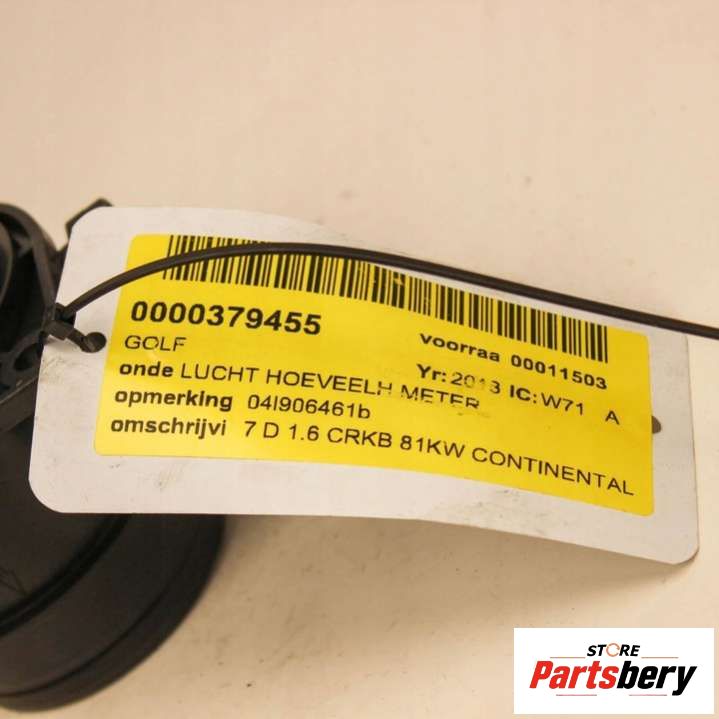 0000379455
voorraa 00011503
GOLF
Yr: 2013 IC: W71 A
onde LUCHT HOEVEELH METER
opmerking 04l906461b
omschrijvi 7 D 1.6 CRKB 81KW CONTINENTAL
STORE
Partsbery